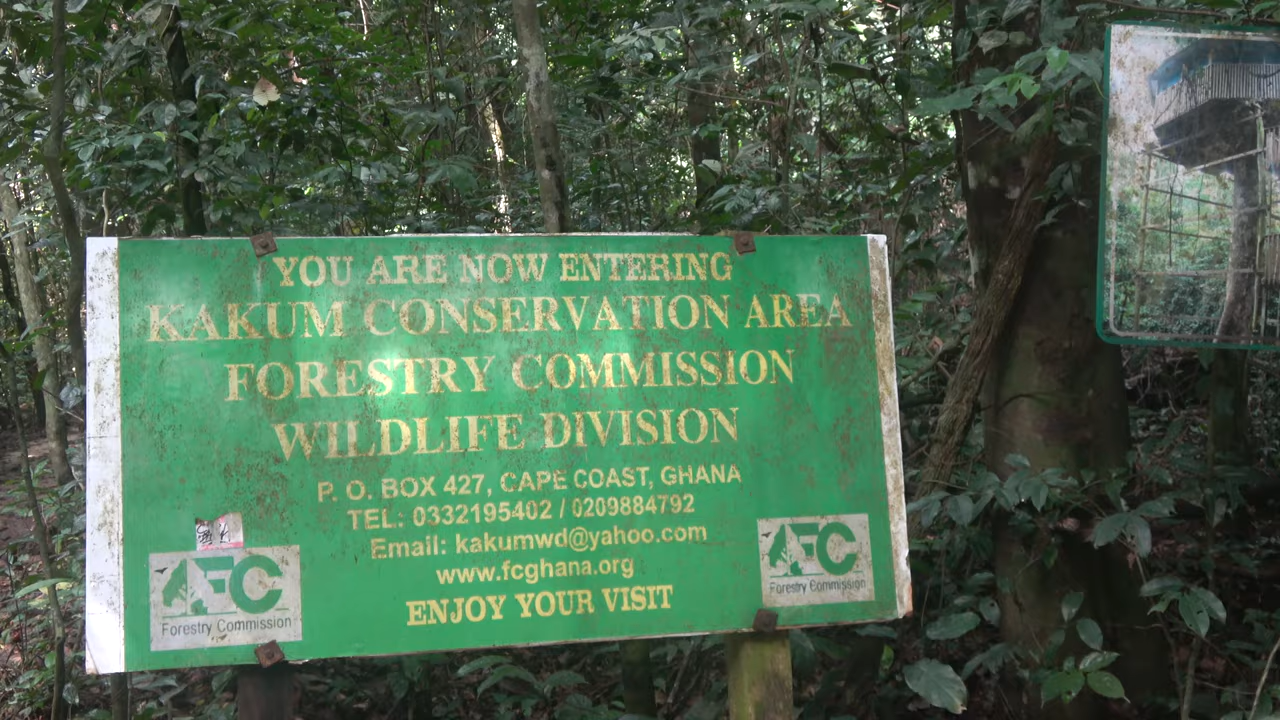 YOU ARE NOW ENTERING
KAKUM CONSERVATION AREA
FORESTRY COMMISSION
WILDLIFE DIVISION
P. O. BOX 427, CAPE COAST, GHANA
TEL: 0332195402 / 0209884792
Email: kakumwd@yahoo.com
www.fcghana.org
ENJOY YOUR VISIT
FC
Forestry Commission
FC
Forestry Commission